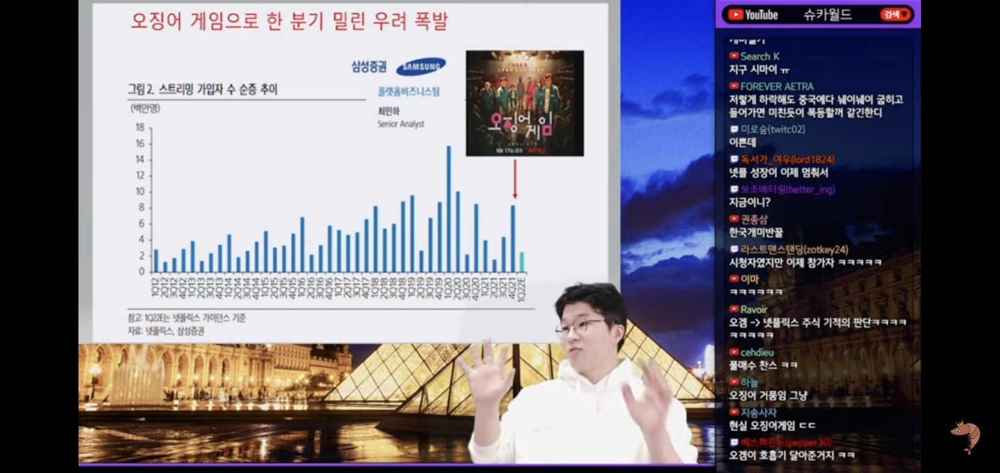 오징어 게임으로 한 분기 밀린 우려 폭발
삼성증권 SAMSUNG
그림 2. 스트리밍 가입자 수 순증 추이
플랫폼비즈니스팀
(백만명)
최민하
Senior Analyst
오징어게임
9월 17일 공개
18
16
14
12
10
8
6
4
2
0
1Q12 2Q12 3Q12 4Q12 1Q13 2Q13 3Q13 4Q13 1Q14 2Q14 3Q14 4Q14 1Q15 2Q15 3Q15 4Q15 1Q16 2Q16 3Q16 4Q16 1Q17 2Q17 3Q17 4Q17 1Q18 2Q18 3Q18 4Q18 1Q19 2Q19 3Q19 4Q19 1Q20 2Q20 3Q20 4Q20 1Q21 2Q21 3Q21 4Q21 1Q22E
참고: 1Q22E는 넷플릭스 가이던스 기준
자료: 넷플릭스, 삼성증권
YouTube 슈카월드 검색
Search K
지구 시마이 ㅠ
FOREVER AETRA
저렇게 하락해도 중국에다 눼이눼이 굽히고
들어가면 미친듯이 폭등할꺼 같긴한디
미로숲(twitc02)
이쁜데
독서가_여우(lord1824)
넷플 성장이 이제 멈춰서
보조배터링(better_ing)
지금이니?
권종삼
한국개미반꿀
라스트맨스탠딩(zotkey24)
시청자였지만 이제 참가자 ㅋㅋㅋㅋㅋ
이마
ㅋㅋㅋㅋㅋㅋ
Ravoir
오겜 -> 넷플릭스 주식 기적의 판단ㅋㅋㅋㅋ
ㅋㅋㅋㅋㅋ
cehdieu
풀매수 찬스 ㅋㅋ
하늘
오징어 거품임 그냥
지송사자
현실 오징어게임 ㄷㄷ
(pepper30)
오겜이 호흡기 달아준거지 ㅋㅋ